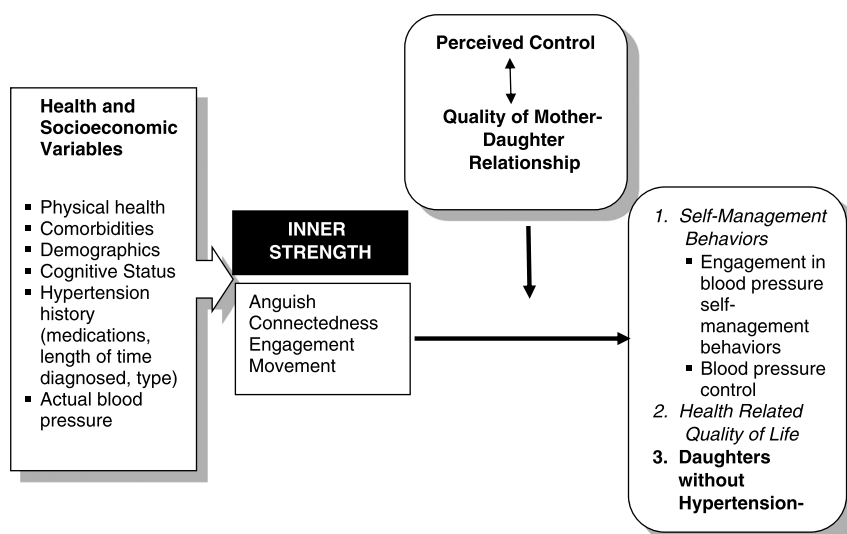 Health and
Socioeconomic
Variables
▪ Physical health
▪ Comorbidities
▪ Demographics
▪ Cognitive Status
▪ Hypertension
history
(medications,
length of time
diagnosed, type)
▪ Actual blood
pressure
INNER
STRENGTH
Anguish
Connectedness
Engagement
Movement
Perceived Control
Quality of Mother-
Daughter
Relationship
1. Self-Management
Behaviors
▪ Engagement in
blood pressure
self-
management
behaviors
▪ Blood pressure
control
2. Health Related
Quality of Life
3. Daughters
without
Hypertension-